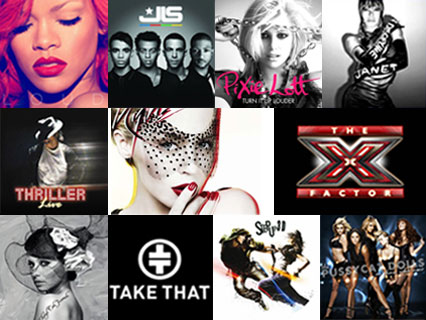 JLS
Pixie Lott
TURN IT UP LOUDER
JANET
THRILLER
Live
THE
X
FACTOR
TAKE THAT
PUSSYCAT DOLLS